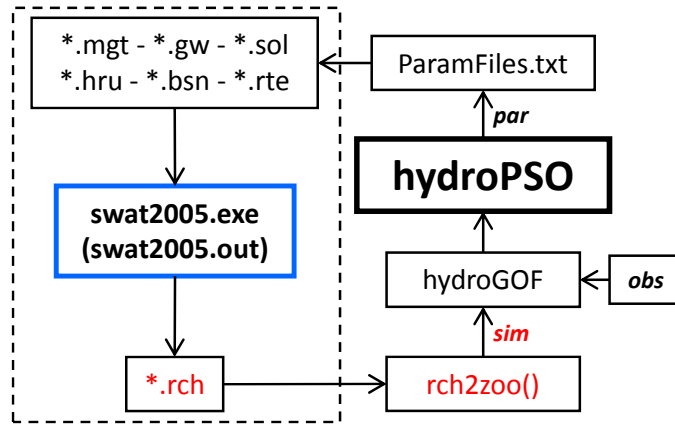 *.mgt - *.gw - *.sol
*.hru - *.bsn - *.rte
ParamFiles.txt
par
hydroPSO
swat2005.exe
(swat2005.out)
hydroGOF
obs
sim
*.rch
rch2zoo()